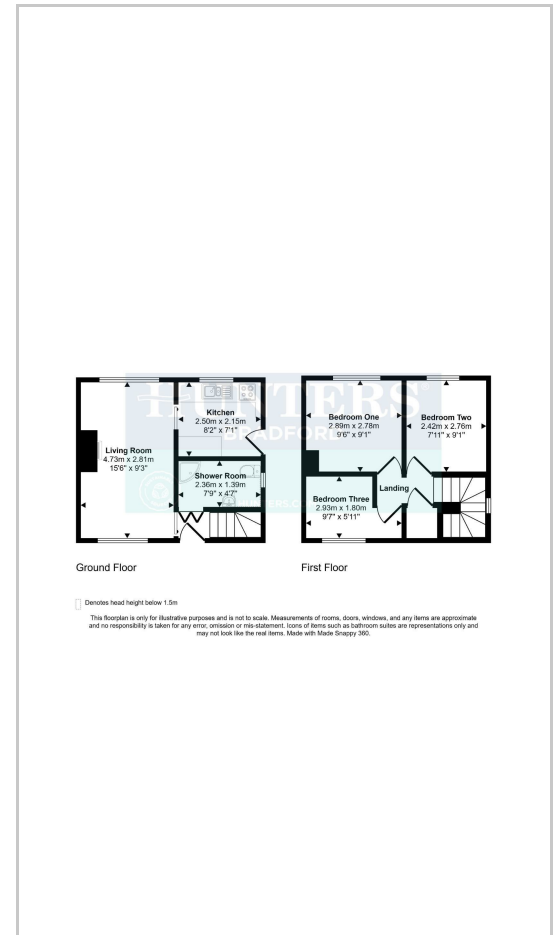 HUNTERS®
BRADFORD
Kitchen
2.50m x 2.15m
8'2" x 7'1"
Living Room
4.73m x 2.81m
15'6" x 9'3"
Shower Room
2.36m x 1.39m
7'9" x 4'7"
Bedroom One
2.89m x 2.78m
9'6" x 9'1"
Bedroom Two
2.42m x 2.76m
7'11" x 9'1"
Landing
Bedroom Three
2.93m x 1.80m
9'7" x 5'11"
Ground Floor
First Floor
Denotes head height below 1.5m
This floorplan is only for illustrative purposes and is not to scale. Measurements of rooms, doors, windows, and any items are approximate
and no responsibility is taken for any error, omission or mis-statement. Icons of items such as bathroom suites are representations only and
may not look like the real items. Made with Made Snappy 360.